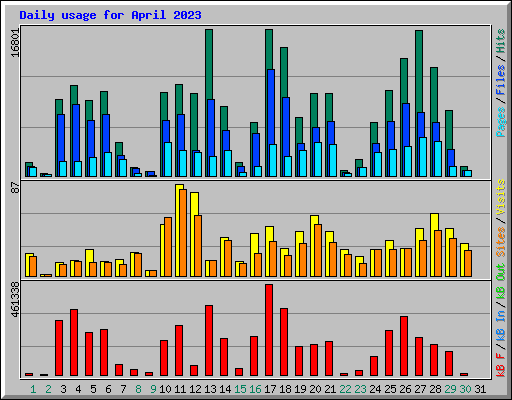 Daily usage for April 2023
16801
Pages / Files / Hits
87
Sites / Visits
461338
kB F / kB In / kB Out
1 2 3 4 5 6 7 8 9 10 11 12 13 14 15 16 17 18 19 20 21 22 23 24 25 26 27 28 29 30 31